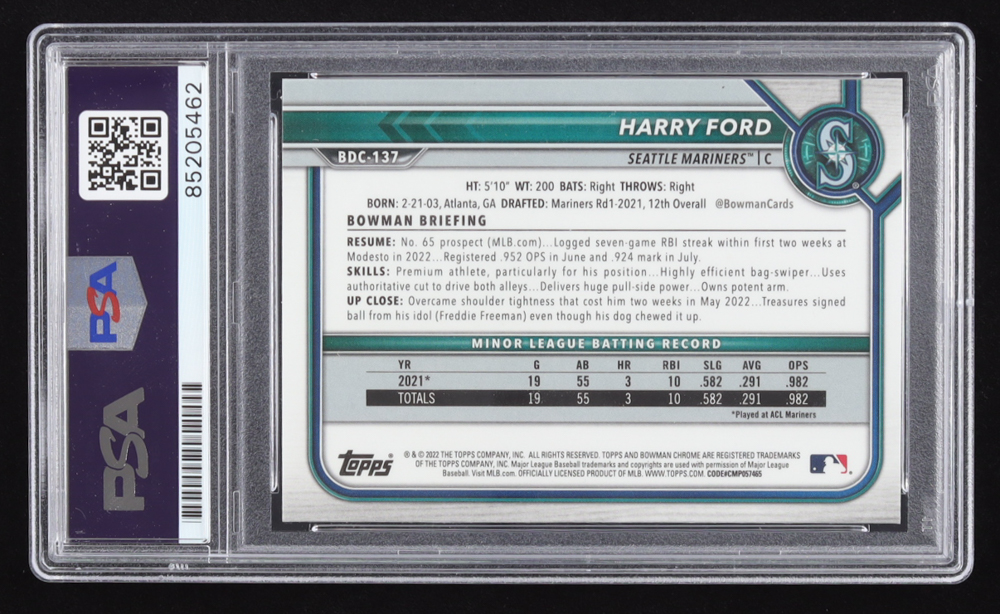 85205462
PSA
PSA
HARRY FORD
BDC-137
SEATTLE MARINERS™ | C
S
®
HT: 5'10" WT: 200 BATS: Right THROWS: Right
BORN: 2-21-03, Atlanta, GA DRAFTED: Mariners Rd1-2021, 12th Overall @BowmanCards
BOWMAN BRIEFING
RESUME: No. 65 prospect (MLB.com)...Logged seven-game RBI streak within first two weeks at
Modesto in 2022...Registered .952 OPS in June and .924 mark in July.
SKILLS: Premium athlete, particularly for his position...Highly efficient bag-swiper...Uses
authoritative cut to drive both alleys...Delivers huge pull-side power...Owns potent arm.
UP CLOSE: Overcame shoulder tightness that cost him two weeks in May 2022...Treasures signed
ball from his idol (Freddie Freeman) even though his dog chewed it up.
MINOR LEAGUE BATTING RECORD
YR G AB HR RBI SLG AVG OPS
2021* 19 55 3 10 .582 .291 .982
TOTALS 19 55 3 10 .582 .291 .982
*Played at ACL Mariners
topps
® & © 2022 THE TOPPS COMPANY, INC. ALL RIGHTS RESERVED. TOPPS AND BOWMAN CHROME ARE REGISTERED TRADEMARKS
OF THE TOPPS COMPANY, INC. Major League Baseball trademarks and copyrights are used with permission of Major League
Baseball. Visit MLB.com. OFFICIALLY LICENSED PRODUCT OF MLB. WWW.TOPPS.COM. CODE#CMP057465